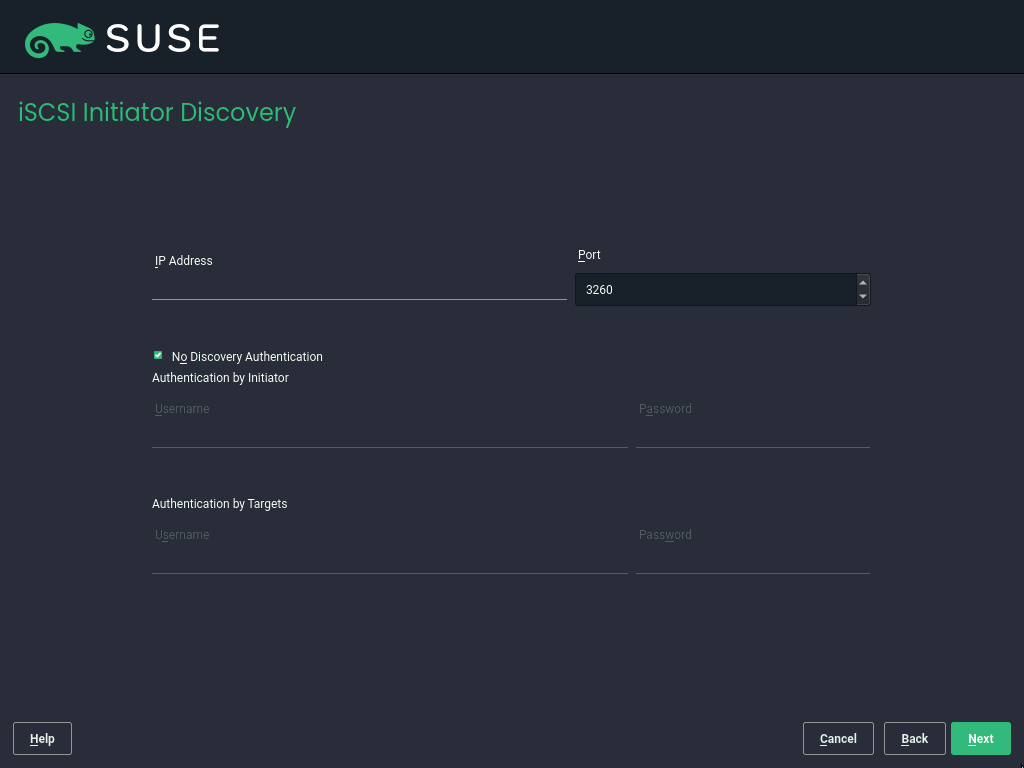 SUSE
iSCSI Initiator Discovery
IP Address
Port
3260
No Discovery Authentication
Authentication by Initiator
Username Password
Authentication by Targets
Username Password
Help Cancel Back Next